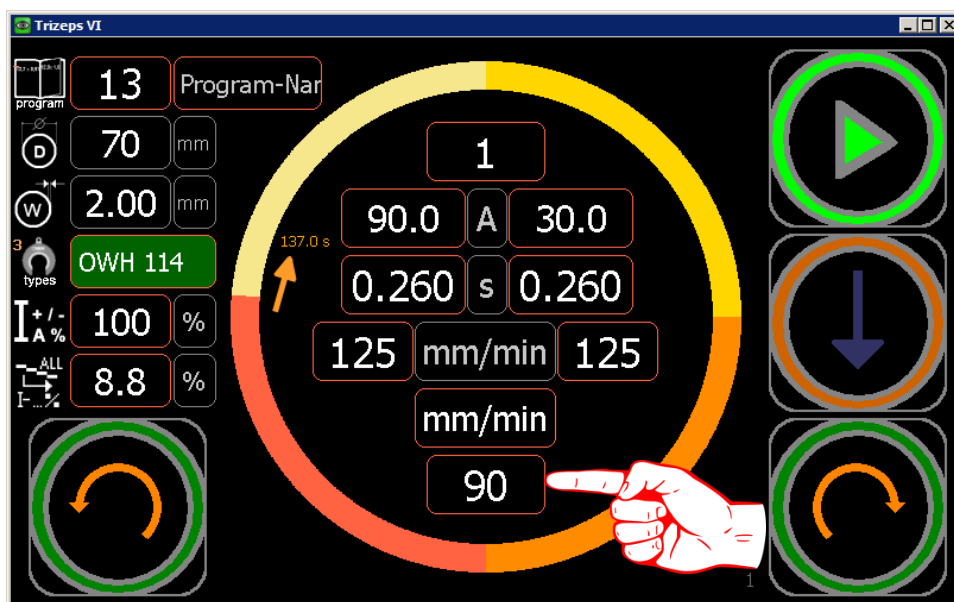 Trizeps VI
program
13
Program-Nar
D
70
mm
W
2.00
mm
3
types
OWH 114
I + / -
A %
100
%
ALL
I-...%
8.8
%
137.0 s
1
90.0 A 30.0
0.260 s 0.260
125 mm/min 125
mm/min
90
1